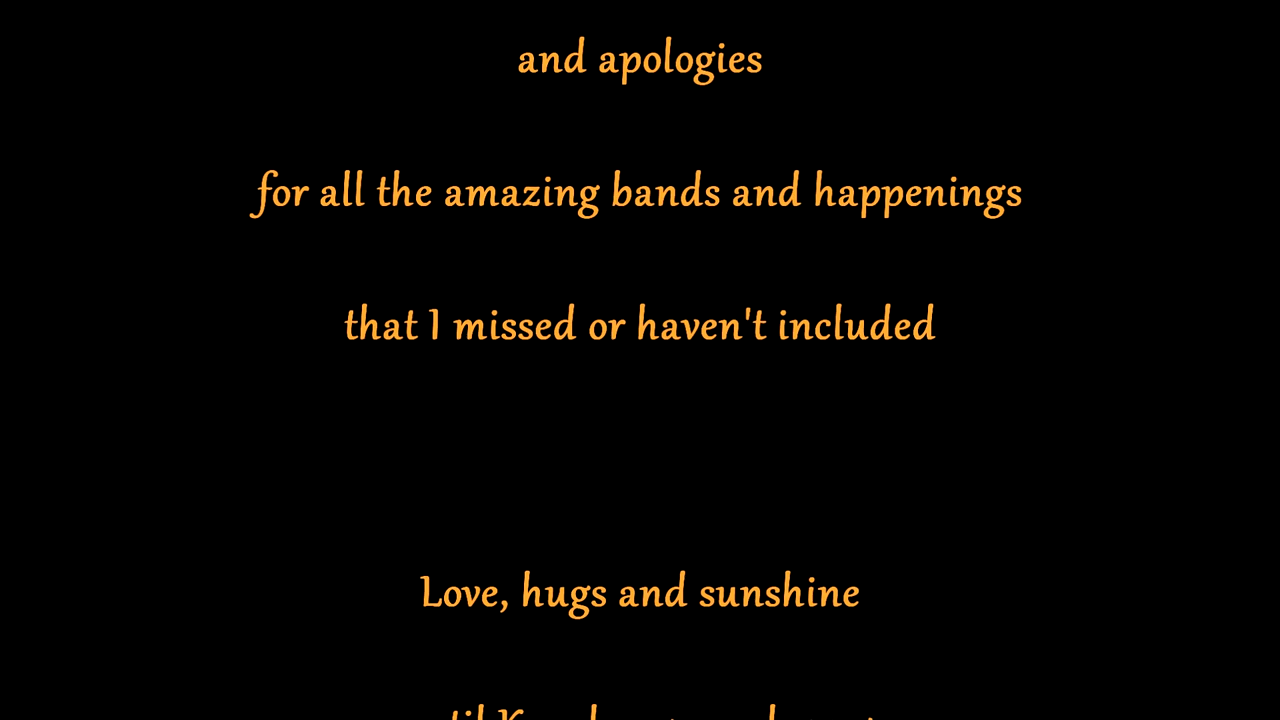 and apologies
for all the amazing bands and happenings
that I missed or haven't included
Love, hugs and sunshine